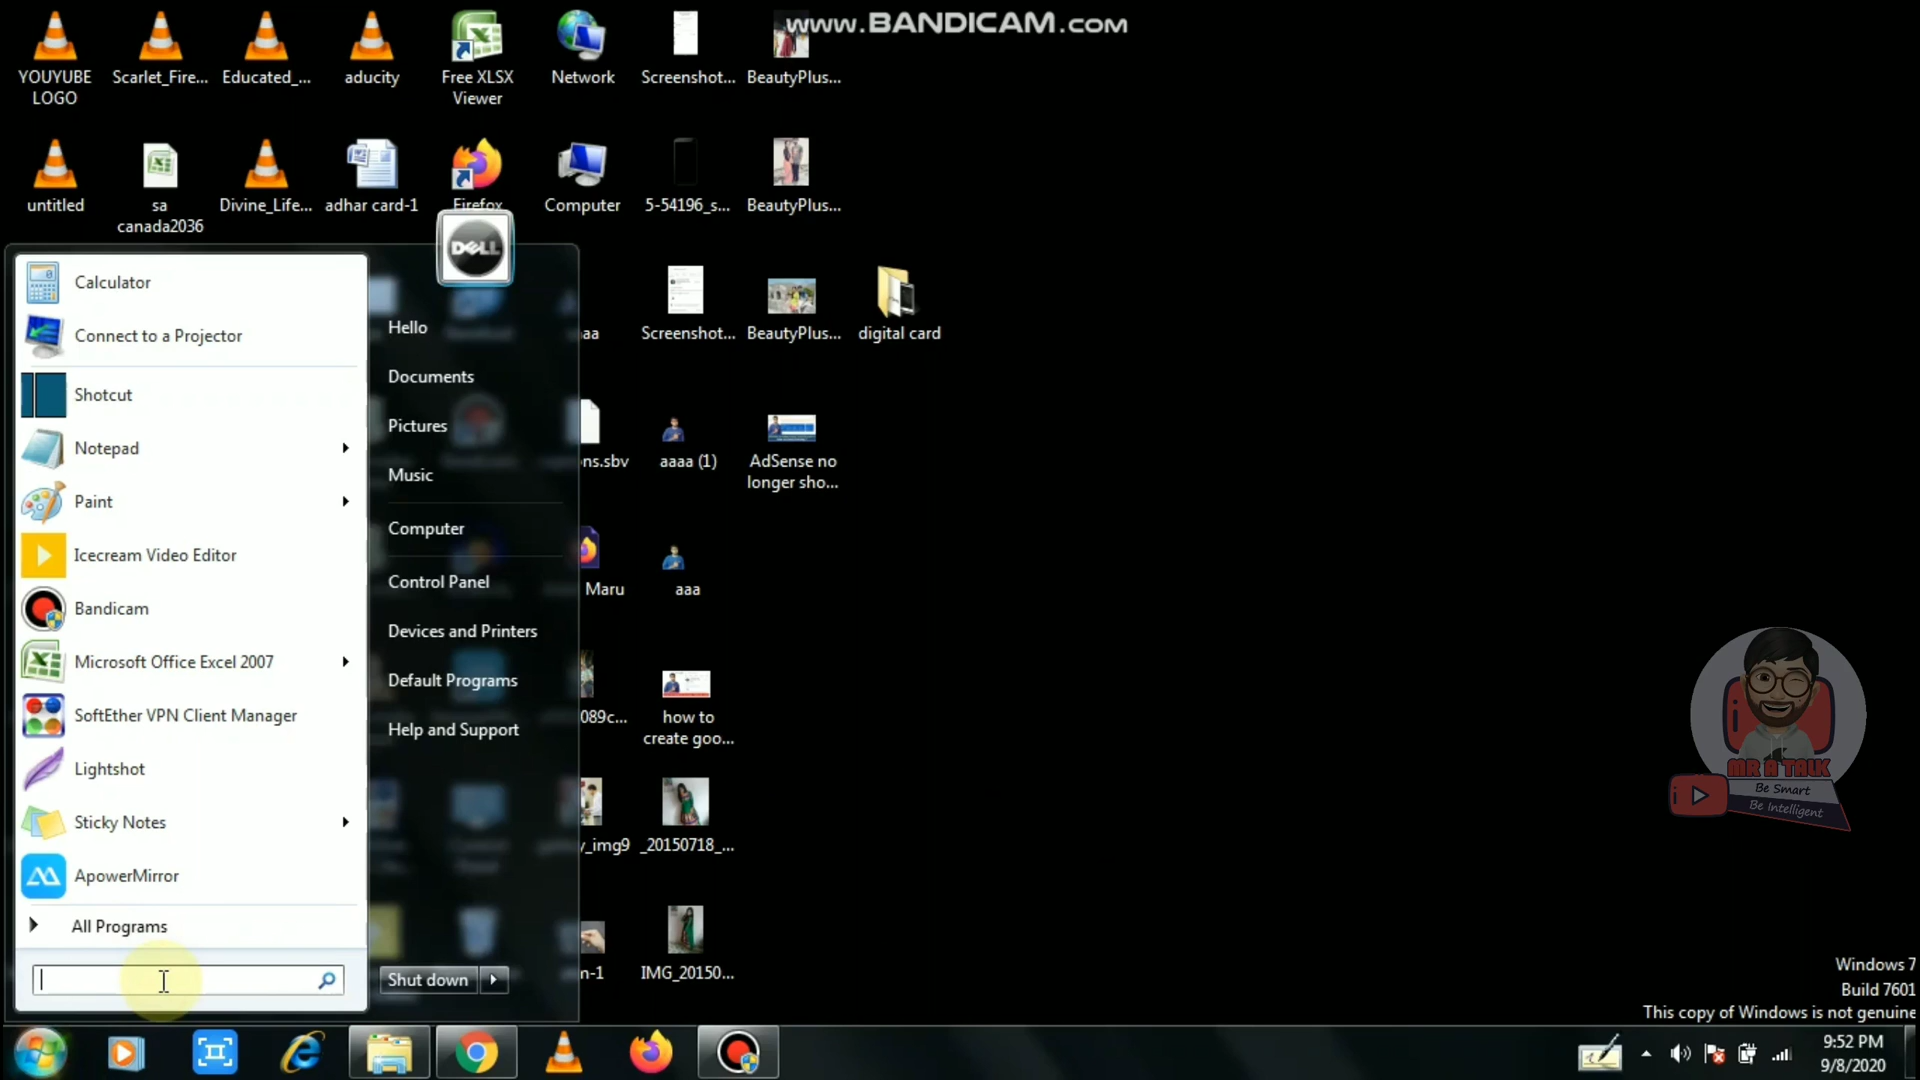 www.BANDICAM.com
YOUYUBE
LOGO
Scarlet_Fire...
Educated_...
aducity
Free XLSX
Viewer
Network
Screenshot...
BeautyPlus...
untitled
sa
canada2036
Divine_Life...
adhar card-1
Firefox
Computer
5-54196_s...
BeautyPlus...
DELL
Calculator
Connect to a Projector
Shotcut
Notepad
Paint
Icecream Video Editor
Bandicam
Microsoft Office Excel 2007
SoftEther VPN Client Manager
Lightshot
Sticky Notes
ApowerMirror
All Programs
Hello
Documents
Pictures
Music
Computer
Control Panel
Devices and Printers
Default Programs
Help and Support
Shut down
aa
Screenshot...
BeautyPlus...
digital card
ns.sbv
aaaa (1)
AdSense no
longer sho...
Maru
aaa
089c...
how to
create goo...
y_img9
_20150718_...
m-1
IMG_20150...
MR A TALK
Be Smart
Be Intelligent
Windows 7
Build 7601
This copy of Windows is not genuine
9:52 PM
9/8/2020